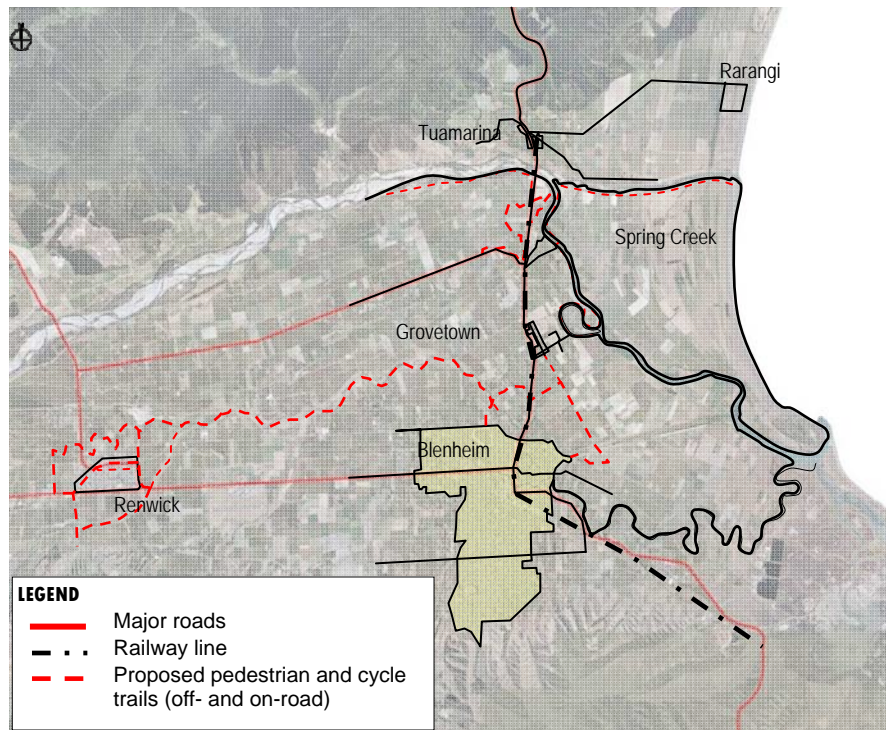 Rarangi
Tuamarina
Spring Creek
Grovetown
Blenheim
Renwick
LEGEND
Major roads
Railway line
Proposed pedestrian and cycle
trails (off- and on-road)